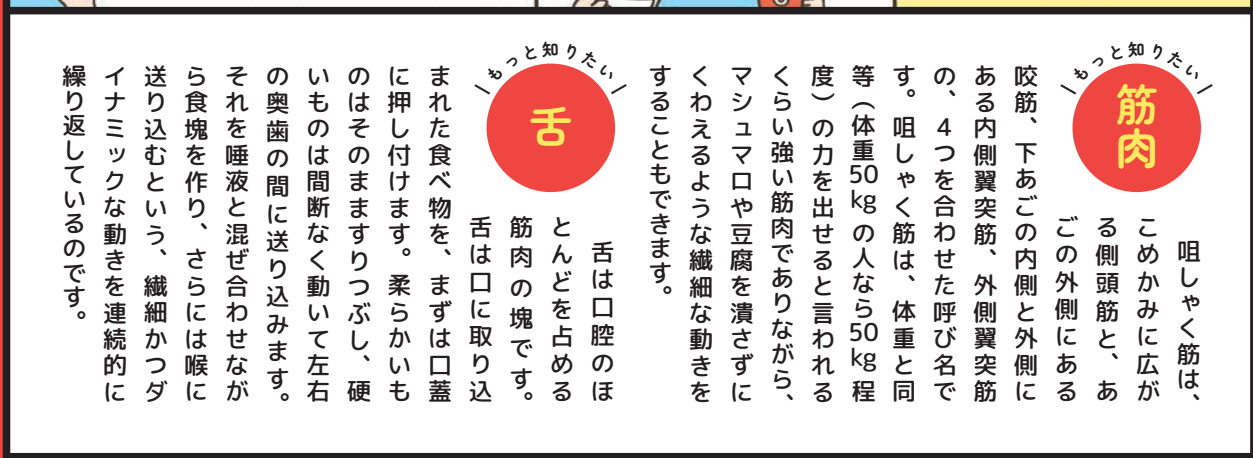 \もっと知りたい/
筋肉
咀しゃく筋は、
こめかみに広が
る側頭筋と、あ
ごの外側にある
咬筋、下あごの内側と外側に
ある内側翼突筋、外側翼突筋
の、4つを合わせた呼び名で
す。咀しゃく筋は、体重と同
等(体重50kgの人なら50kg程
度)の力を出せると言われる
くらい強い筋肉でありながら、
マシュマロや豆腐を潰さずに
くわえるような繊細な動きを
することもできます。
\もっと知りたい/
舌
舌は口腔のほ
とんどを占める
筋肉の塊です。
舌は口に取り込
まれた食べ物を、まずは口蓋
に押し付けます。柔らかいも
のはそのまますりつぶし、硬
いものは間断なく動いて左右
の奥歯の間に送り込みます。
それを唾液と混ぜ合わせなが
ら食塊を作り、さらには喉に
送り込むという、繊細かつダ
イナミックな動きを連続的に
繰り返しているのです。